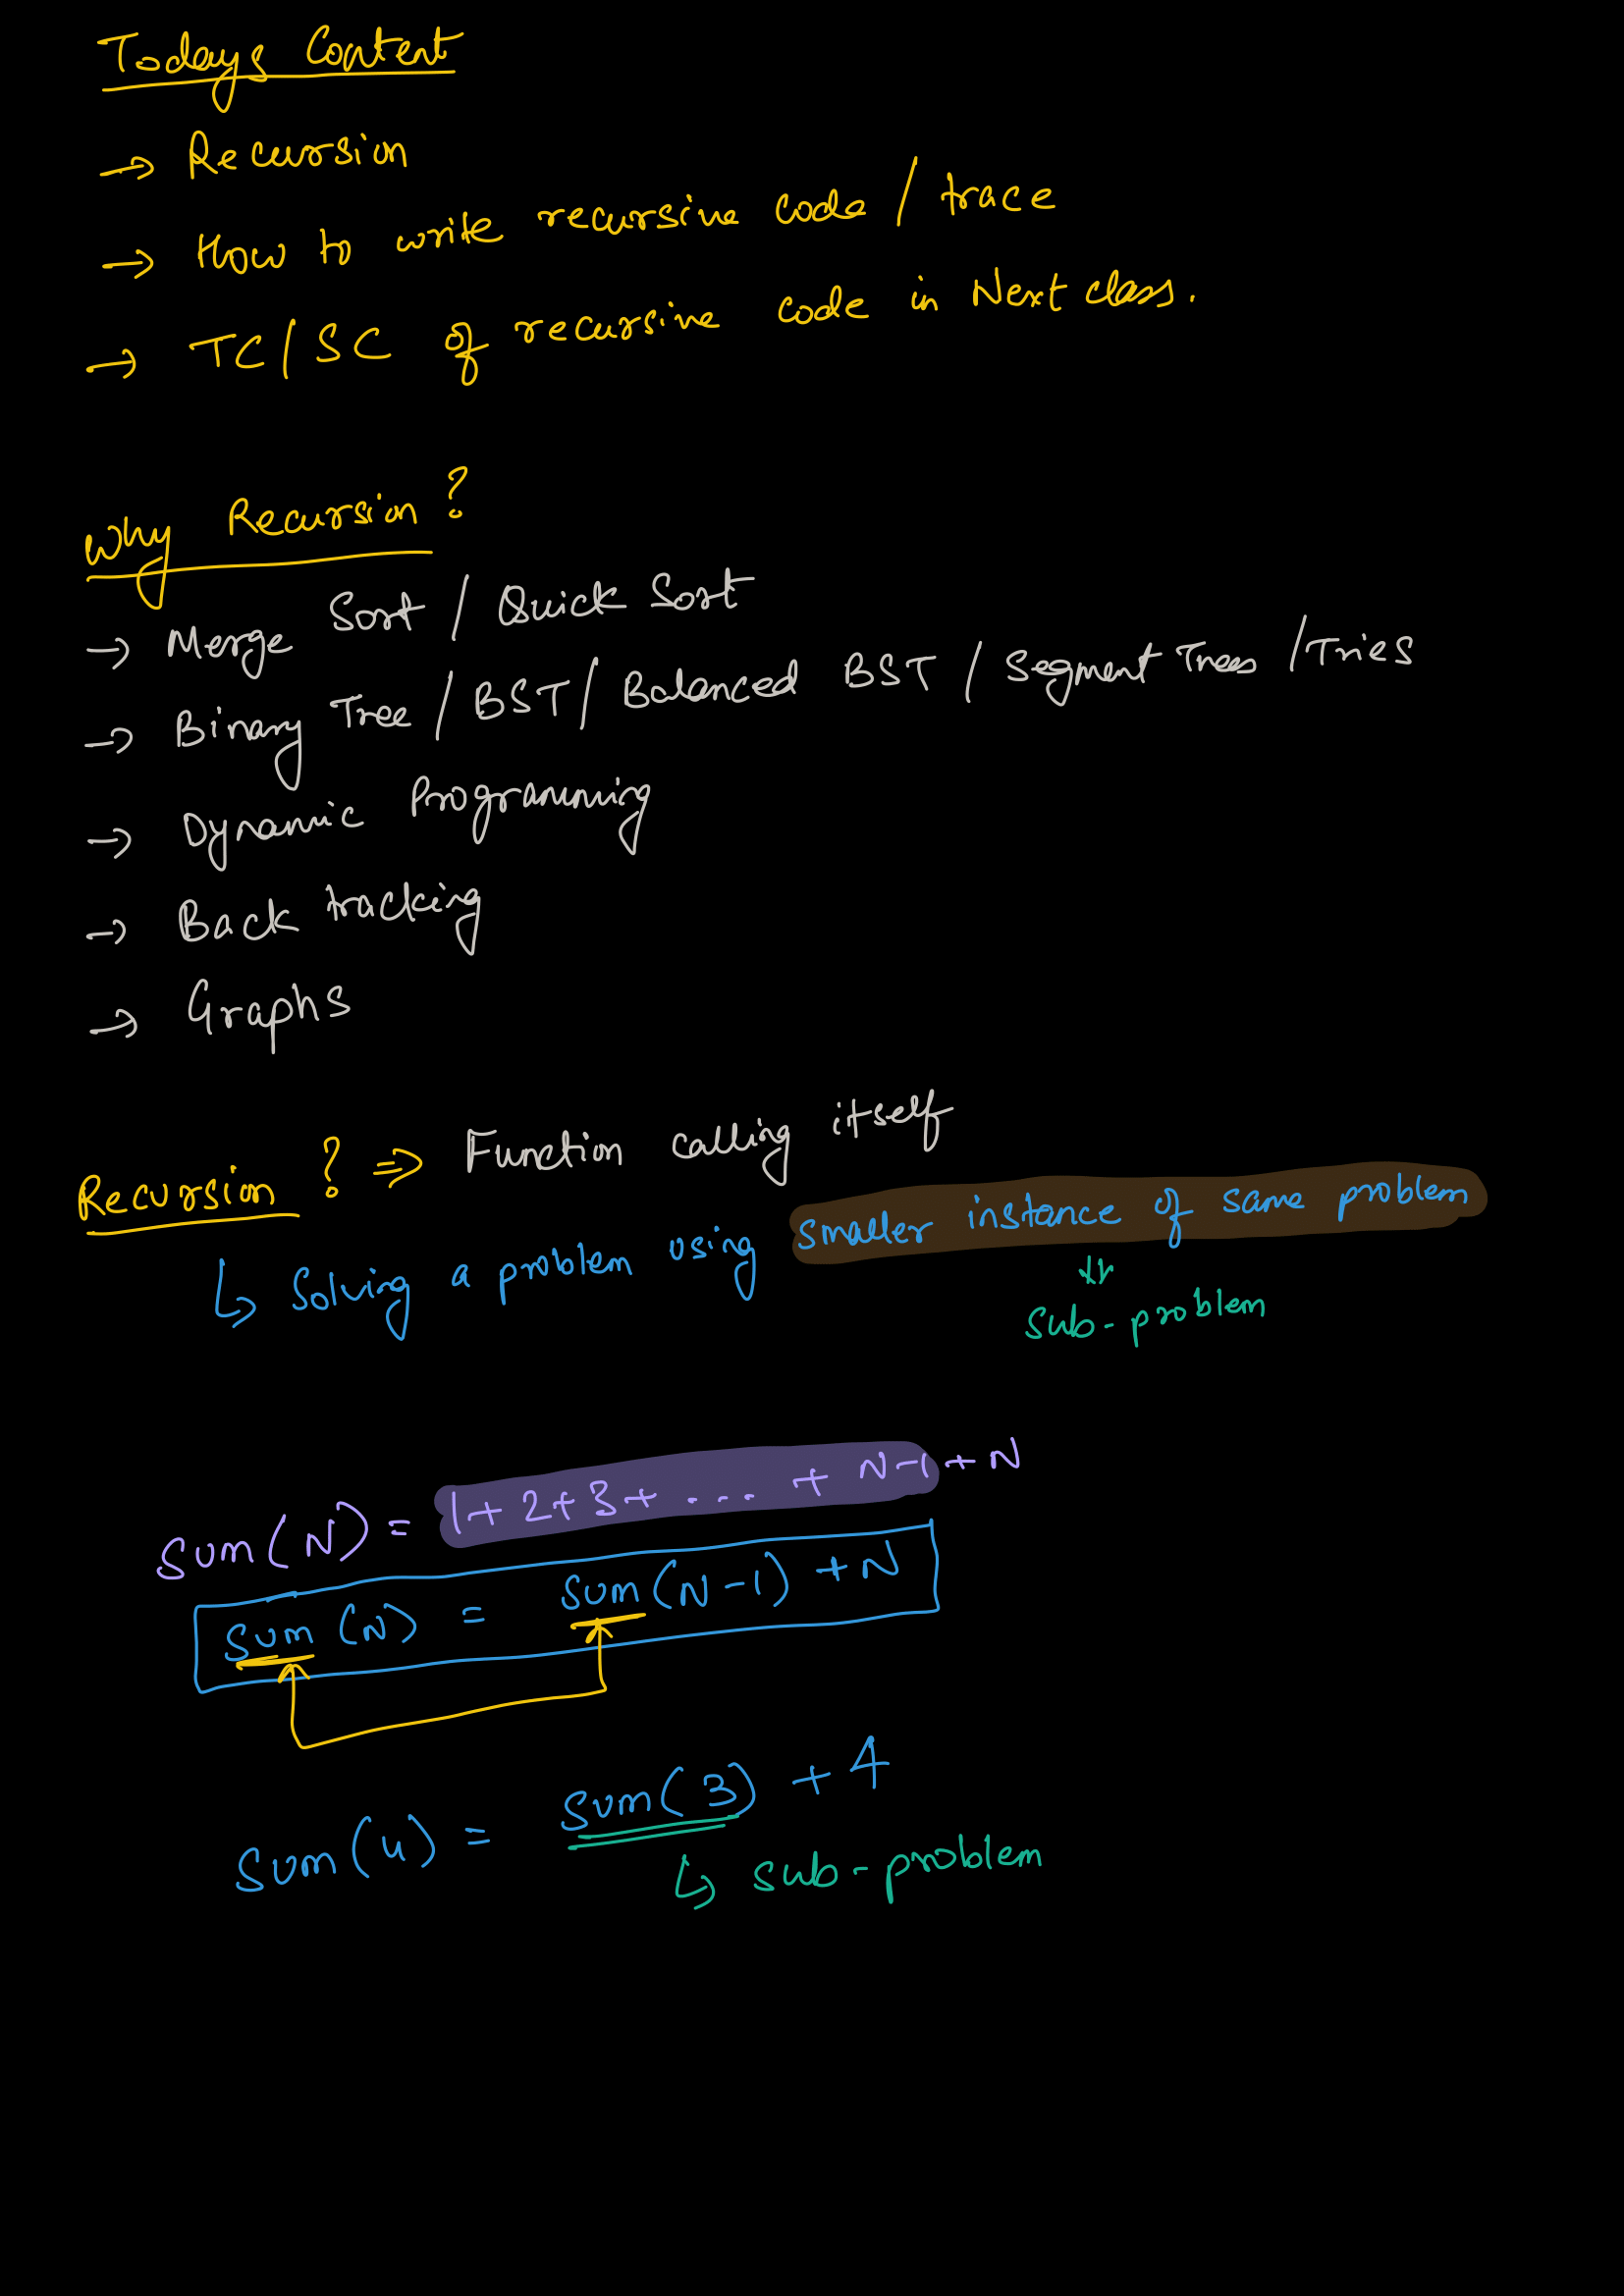 Todays Content
→ Recursion
→ How to write recursive code / trace
→ TC/SC of recursive code in Next class.
Why Recursion?
→ Merge Sort / Quick Sort
→ Binary Tree / BST / Balanced BST / Segment Trees / Tries
→ Dynamic Programming
→ Back tracking
→ Graphs
Recursion? ⇒ Function calling itself
↳ Solving a problem using smaller instance of same problem
sub-problem
Sum(N) = 1+2+3+ ... + N-1 + N
Sum(N) = Sum(N-1) + N
Sum(4) = Sum(3) + 4
↳ sub-problem